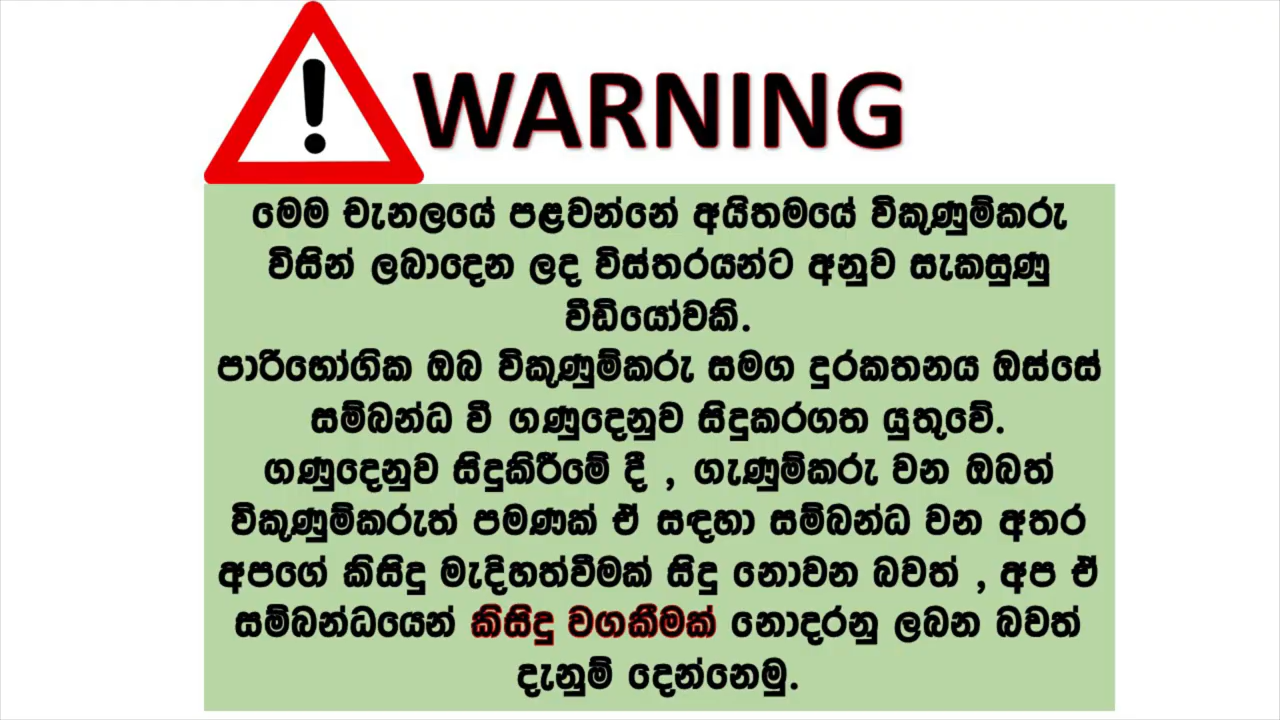 WARNING
මෙම චැනලයේ පළවන්නේ අයිතමයේ විකුණුම්කරු
විසින් ලබාදෙන ලද විස්තරයන්ට අනුව සැකසුණු
වීඩියෝවකි.
පාරිභෝගික ඔබ විකුණුම්කරු සමග දුරකතනය ඔස්සේ
සම්බන්ධ වී ගණුදෙනුව සිදුකරගත යුතුවේ.
ගණුදෙනුව සිදුකිරීමේ දී , ගැණුම්කරු වන ඔබත්
විකුණුම්කරුත් පමණක් ඒ සඳහා සම්බන්ධ වන අතර
අපගේ කිසිදු මැදිහත්වීමක් සිදු නොවන බවත් , අප ඒ
සම්බන්ධයෙන් කිසිදු වගකීමක් නොදරනු ලබන බවත්
දැනුම් දෙන්නෙමු.